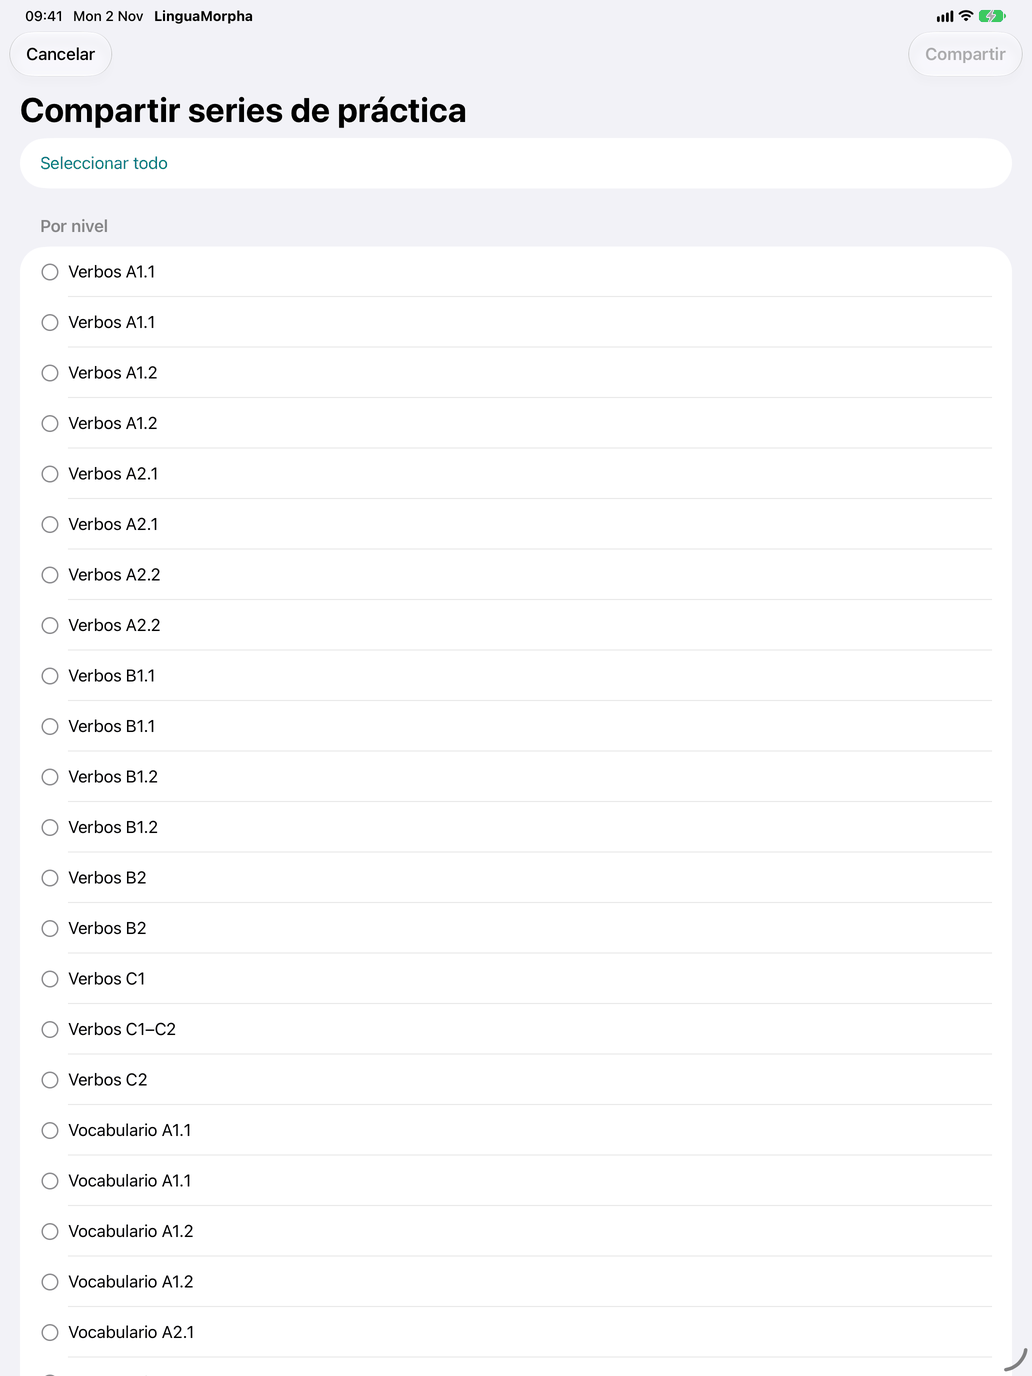 09:41 Mon 2 Nov LinguaMorpha
Cancelar
Compartir
Compartir series de práctica
Seleccionar todo
Por nivel
Verbos A1.1
Verbos A1.1
Verbos A1.2
Verbos A1.2
Verbos A2.1
Verbos A2.1
Verbos A2.2
Verbos A2.2
Verbos B1.1
Verbos B1.1
Verbos B1.2
Verbos B1.2
Verbos B2
Verbos B2
Verbos C1
Verbos C1–C2
Verbos C2
Vocabulario A1.1
Vocabulario A1.1
Vocabulario A1.2
Vocabulario A1.2
Vocabulario A2.1